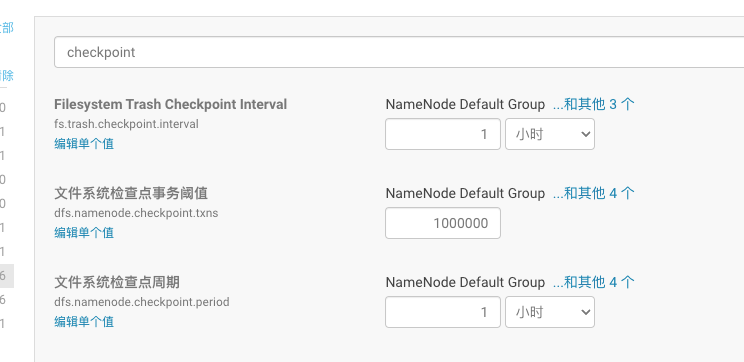 部
除
checkpoint
0
1
1
0
0
1
1
6
6
1
Filesystem Trash Checkpoint Interval
fs.trash.checkpoint.interval
编辑单个值
NameNode Default Group ...和其他 3 个
1 小时
文件系统检查点事务阈值
dfs.namenode.checkpoint.txns
编辑单个值
NameNode Default Group ...和其他 4 个
1000000
文件系统检查点周期
dfs.namenode.checkpoint.period
编辑单个值
NameNode Default Group ...和其他 4 个
1 小时